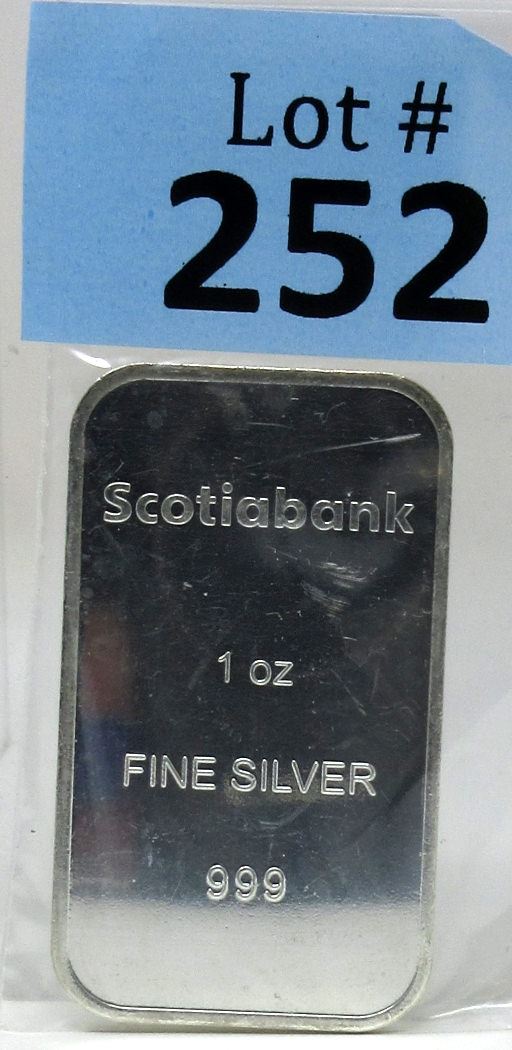 Lot #
252
Scotiabank
1 oz
FINE SILVER
999